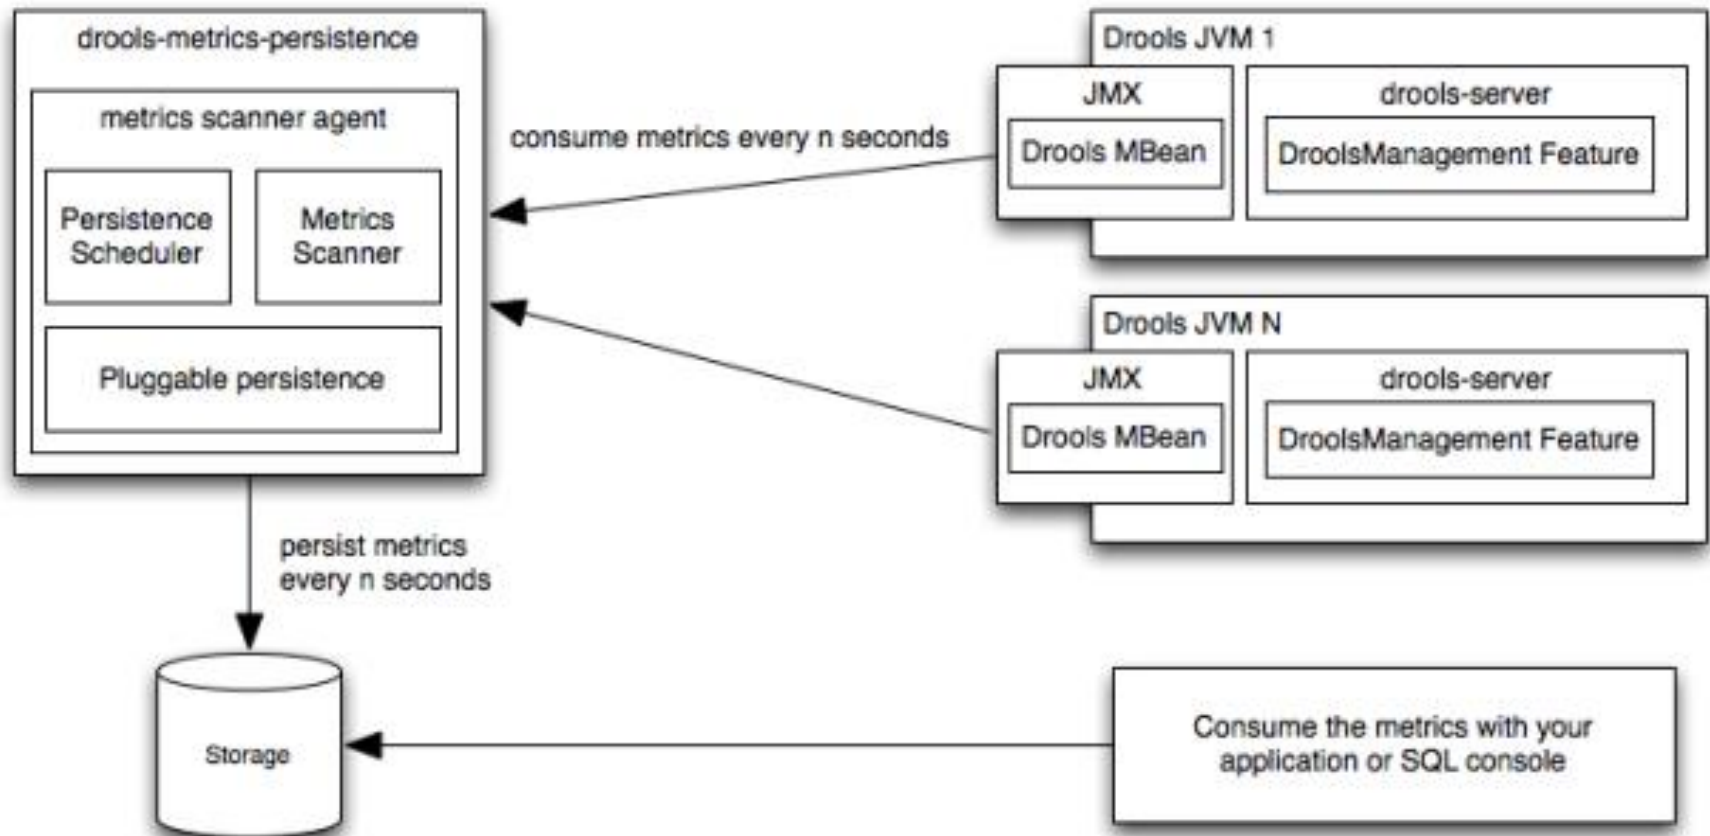 drools-metrics-persistence
metrics scanner agent
Persistence
Scheduler
Metrics
Scanner
Pluggable persistence
consume metrics every n seconds
Drools JVM 1
JMX
Drools MBean
drools-server
DroolsManagement Feature
Drools JVM N
JMX
Drools MBean
drools-server
DroolsManagement Feature
persist metrics
every n seconds
Storage
Consume the metrics with your
application or SQL console